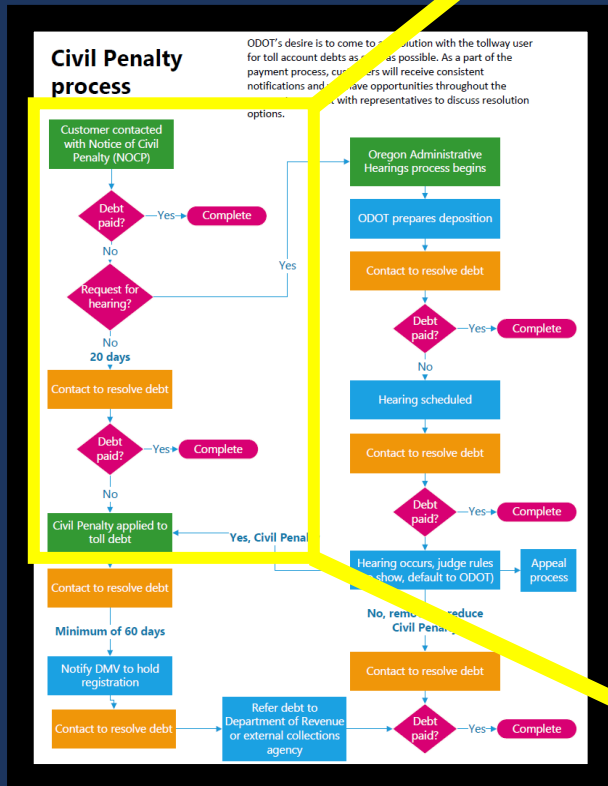 Civil Penalty
process
ODOT's desire is to come to a resolution with the tollway user
for toll account debts as as possible. As a part of the
payment process, customers will receive consistent
notifications and have opportunities throughout the
with representatives to discuss resolution
options.
Customer contacted
with Notice of Civil
Penalty (NOCP)
Debt
paid?
Yes
Complete
No
Request for
hearing?
Yes
No
20 days
Contact to resolve debt
Debt
paid?
Yes
Complete
No
Civil Penalty applied to
toll debt
Yes, Civil Penal
Contact to resolve debt
Minimum of 60 days
Notify DMV to hold
registration
Contact to resolve debt
Refer debt to
Department of Revenue
or external collections
agency
Oregon Administrative
Hearings process begins
ODOT prepares deposition
Contact to resolve debt
Debt
paid?
Yes
Complete
No
Hearing scheduled
Contact to resolve debt
Debt
paid?
Yes
Complete
Hearing occurs, judge rules
show, default to ODOT)
Appeal
process
No, remo reduce
Civil Penalty
Contact to resolve debt
Debt
paid?
Yes
Complete